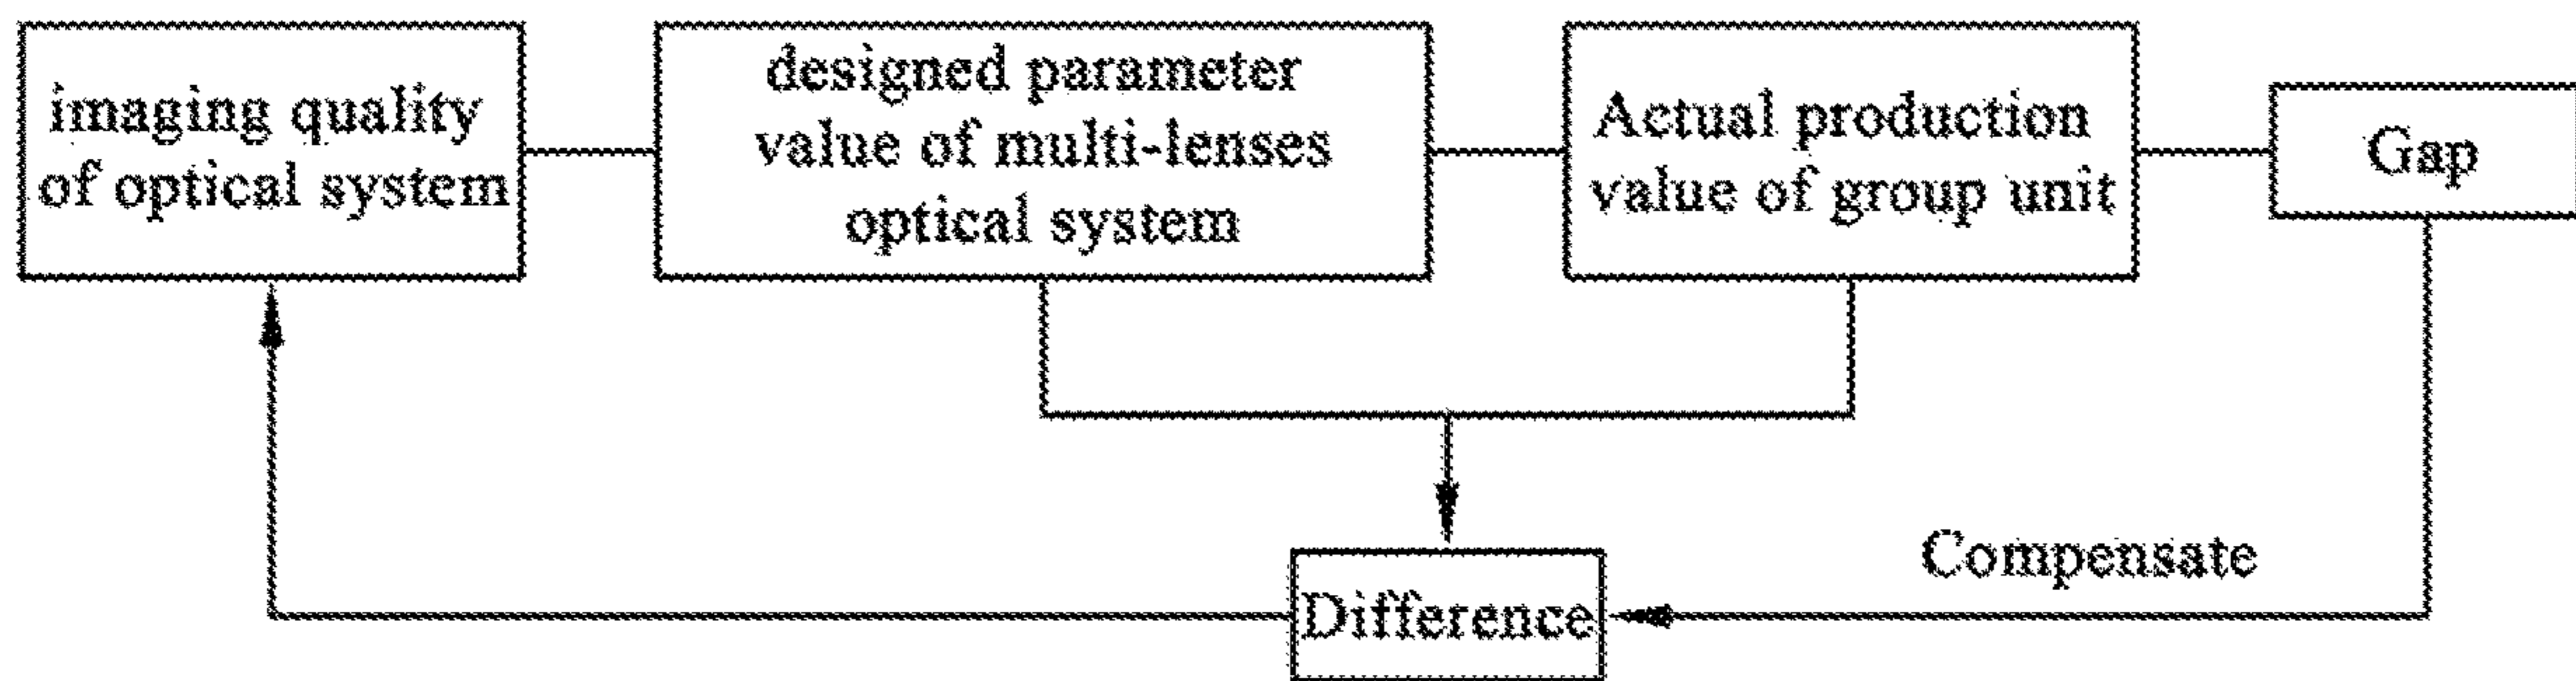 imaging quality
of optical system
designed parameter
value of multi-lenses
optical system
Actual production
value of group unit
Gap
Compensate
Difference